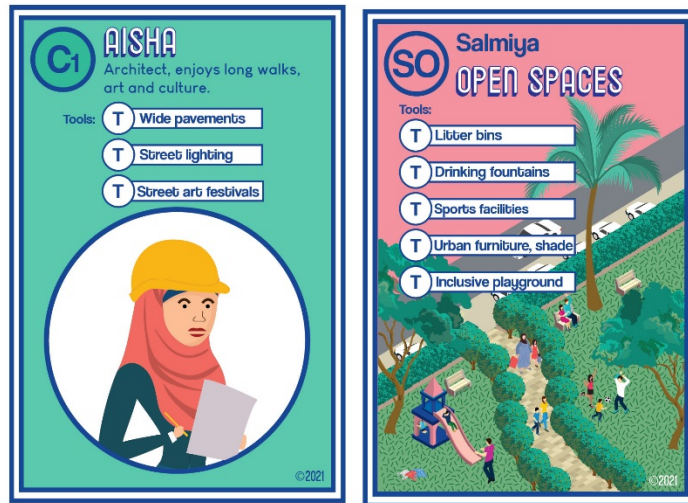 C1
AISHA
Architect, enjoys long walks,
art and culture.
Tools:
T Wide pavements
T Street lighting
T Street art festivals
©2021
SO
Salmiya
OPEN SPACES
Tools:
T Litter bins
T Drinking fountains
T Sports facilities
T Urban furniture, shade
T Inclusive playground
©2021